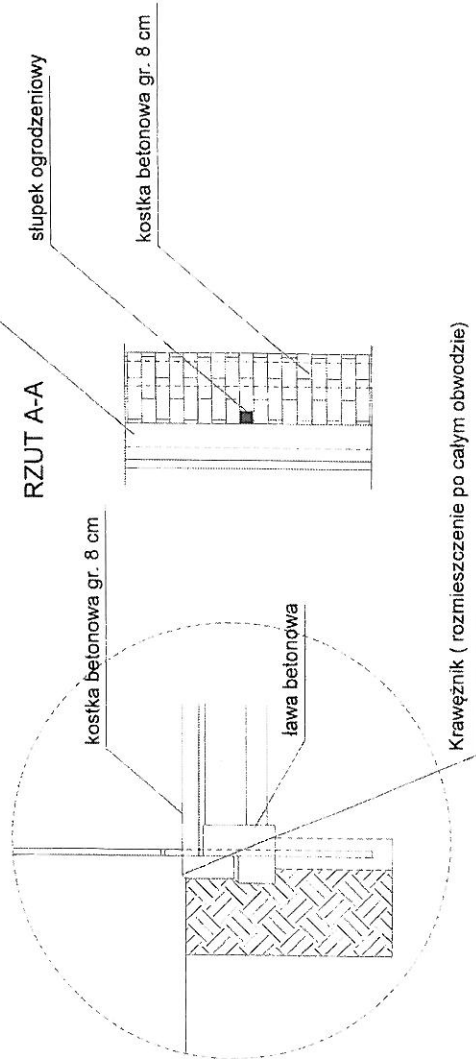 RZUT A-A
słupek ogrodzeniowy
kostka betonowa gr. 8 cm
kostka betonowa gr. 8 cm
ława betonowa
Krawężnik ( rozmieszczenie po całym obwodzie)